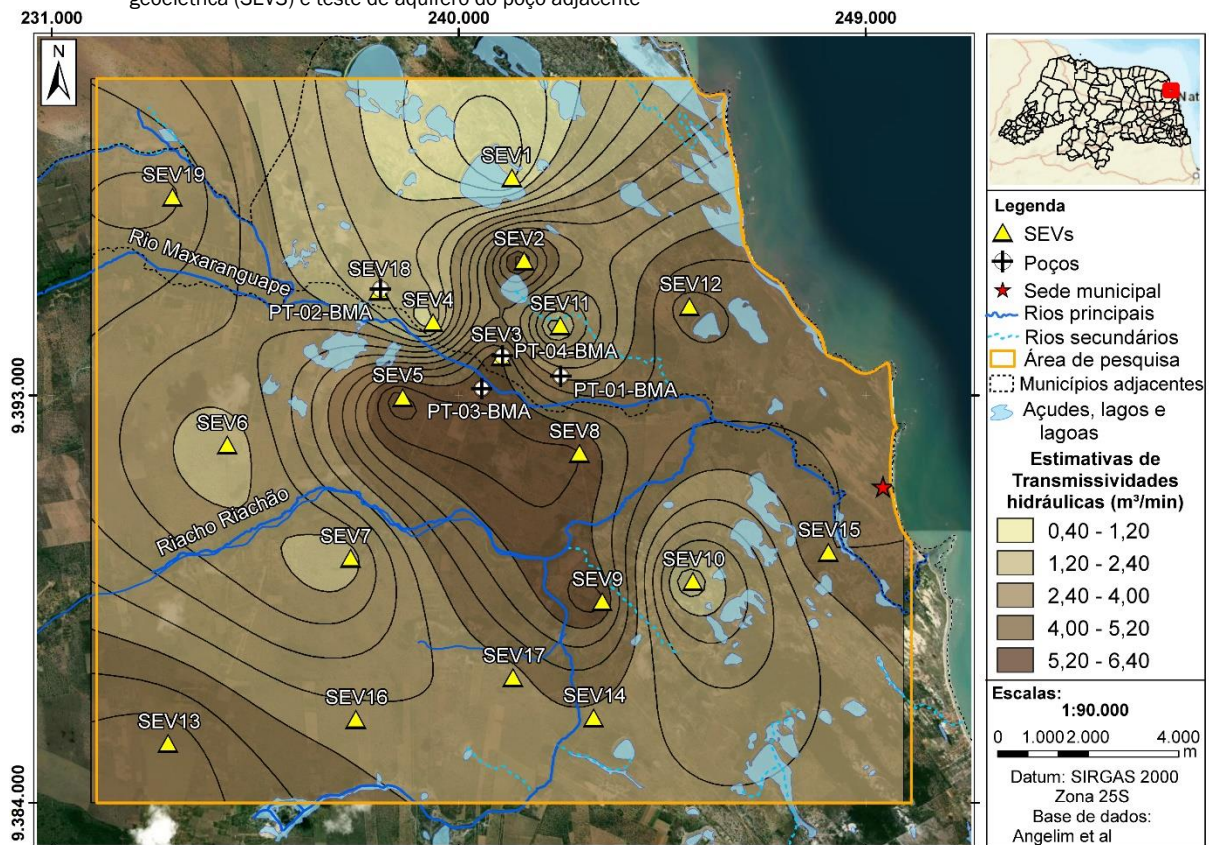 geoelétrica (SEVS) e teste de aquífero do poço adjacente
231.000
240.000
249.000
N
SEV1
SEV19
SEV2
Rio Maxaranguape
SEV18
SEV4
SEV11
SEV12
PT-02-BMA
SEV3
PT-04-BMA
SEV5
PT-01-BMA
PT-03-BMA
9.393.000
SEV6
SEV8
Riacho Riachão
SEV7
SEV15
SEV10
SEV9
SEV17
SEV16
SEV14
SEV13
9.384.000
Nat
Legenda
SEVs
Poços
Sede municipal
Rios principais
Rios secundários
Área de pesquisa
Municípios adjacentes
Açudes, lagos e
lagoas
Estimativas de
Transmissividades
hidráulicas (m³/min)
0,40 - 1,20
1,20 - 2,40
2,40 - 4,00
4,00 - 5,20
5,20 - 6,40
Escalas:
1:90.000
0 1.000 2.000 4.000
m
Datum: SIRGAS 2000
Zona 25S
Base de dados:
Angelim et al